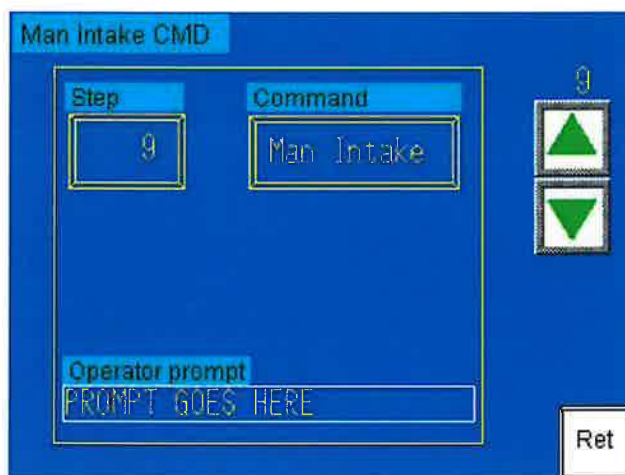 Man Intake CMD
9
Step
Command
9
Man Intake
Operator prompt
PROMPT GOES HERE
Ret